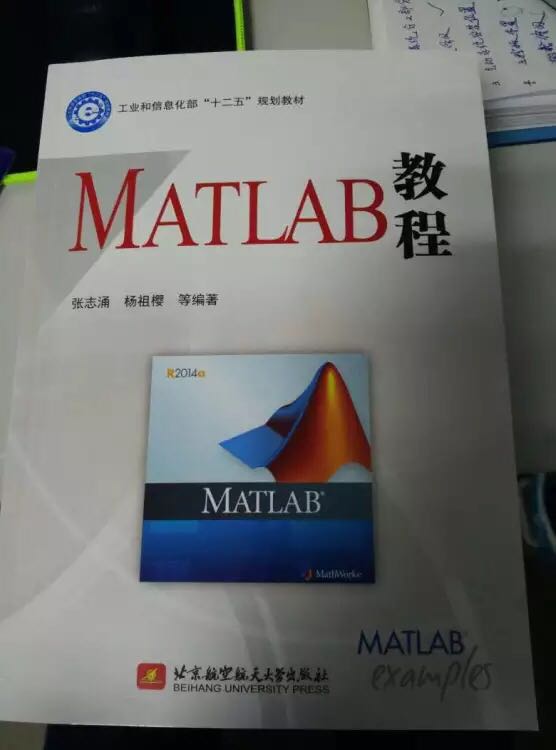 工业和信息化部“十二五”规划教材
MATLAB教程
张志涌 杨祖樱 等编著
R2014a
MATLAB®
MathWorks
MATLAB®
examples
北京航空航天大学出版社
BEIHANG UNIVERSITY PRESS